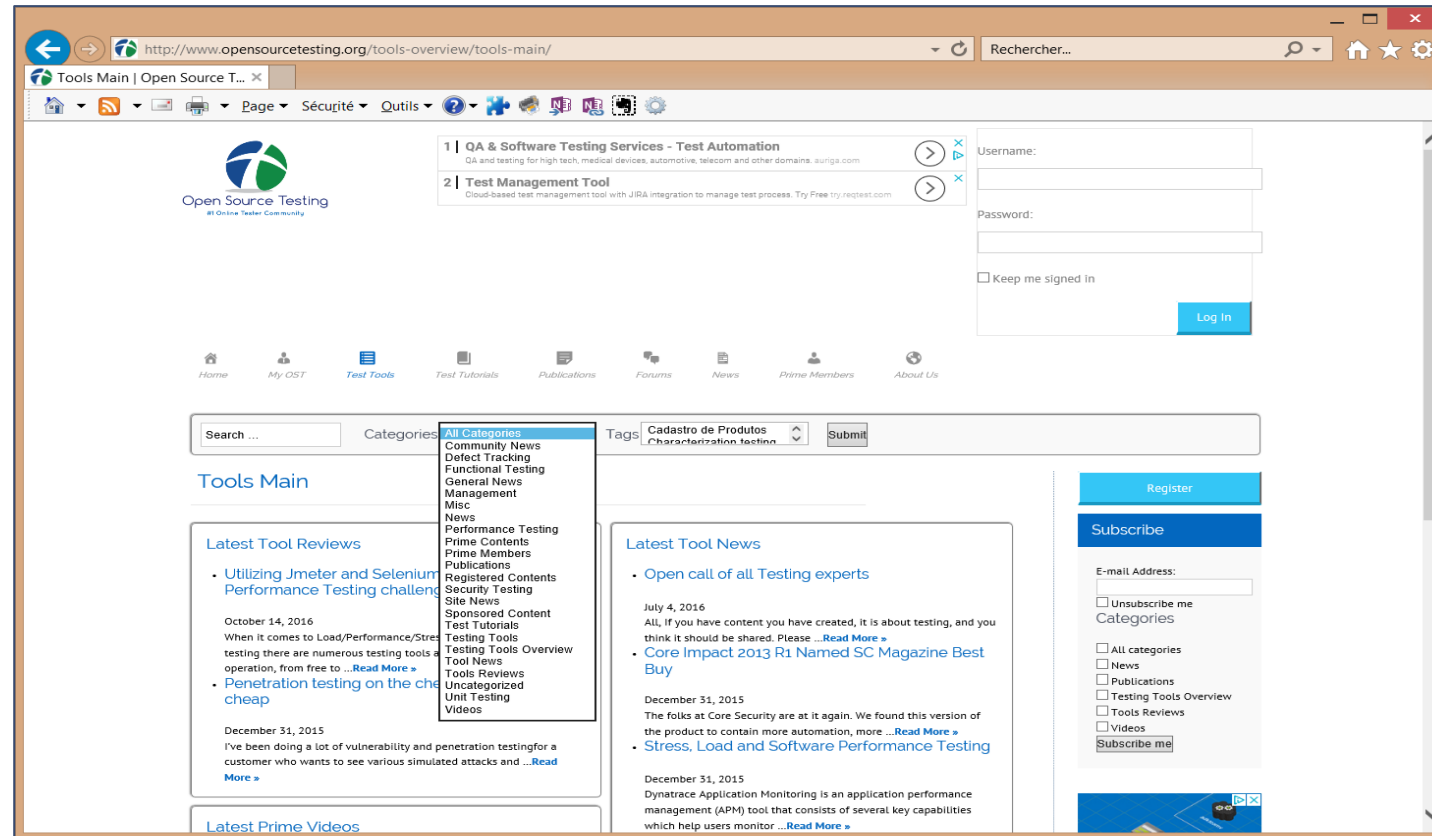 http://www.opensourcetesting.org/tools-overview/tools-main/
Rechercher...
Tools Main | Open Source T...
Page
Sécurité
Outils
Open Source Testing
#1 Online Tester Community
1 | QA & Software Testing Services - Test Automation
QA and testing for high tech, medical devices, automotive, telecom and other domains. auriga.com
2 | Test Management Tool
Cloud-based test management tool with JIRA integration to manage test process. Try Free try.reqtest.com
Username:
Password:
Keep me signed in
Log In
Home
My OST
Test Tools
Test Tutorials
Publications
Forums
News
Prime Members
About Us
Search ...
Categories
All Categories
Community News
Defect Tracking
Functional Testing
General News
Management
Misc
News
Performance Testing
Prime Contents
Prime Members
Publications
Registered Contents
Security Testing
Site News
Sponsored Content
Test Tutorials
Testing Tools
Testing Tools Overview
Tool News
Tools Reviews
Uncategorized
Unit Testing
Videos
Tags
Cadastro de Produtos
Characterization testing
Submit
Tools Main
Latest Tool Reviews
• Utilizing Jmeter and Selenium
Performance Testing challeng
October 14, 2016
When it comes to Load/Performance/Stres
testing there are numerous testing tools a
operation, from free to ...Read More »
• Penetration testing on the che
cheap
December 31, 2015
I've been doing a lot of vulnerability and penetration testingfor a
customer who wants to see various simulated attacks and ...Read
More »
Latest Prime Videos
Latest Tool News
• Open call of all Testing experts
July 4, 2016
All, If you have content you have created, it is about testing, and you
think it should be shared. Please ...Read More »
• Core Impact 2013 R1 Named SC Magazine Best
Buy
December 31, 2015
The folks at Core Security are at it again. We found this version of
the product to contain more automation, more ...Read More »
• Stress, Load and Software Performance Testing
December 31, 2015
Dynatrace Application Monitoring is an application performance
management (APM) tool that consists of several key capabilities
which help users monitor ...Read More »
Register
Subscribe
E-mail Address:
Unsubscribe me
Categories
All categories
News
Publications
Testing Tools Overview
Tools Reviews
Videos
Subscribe me